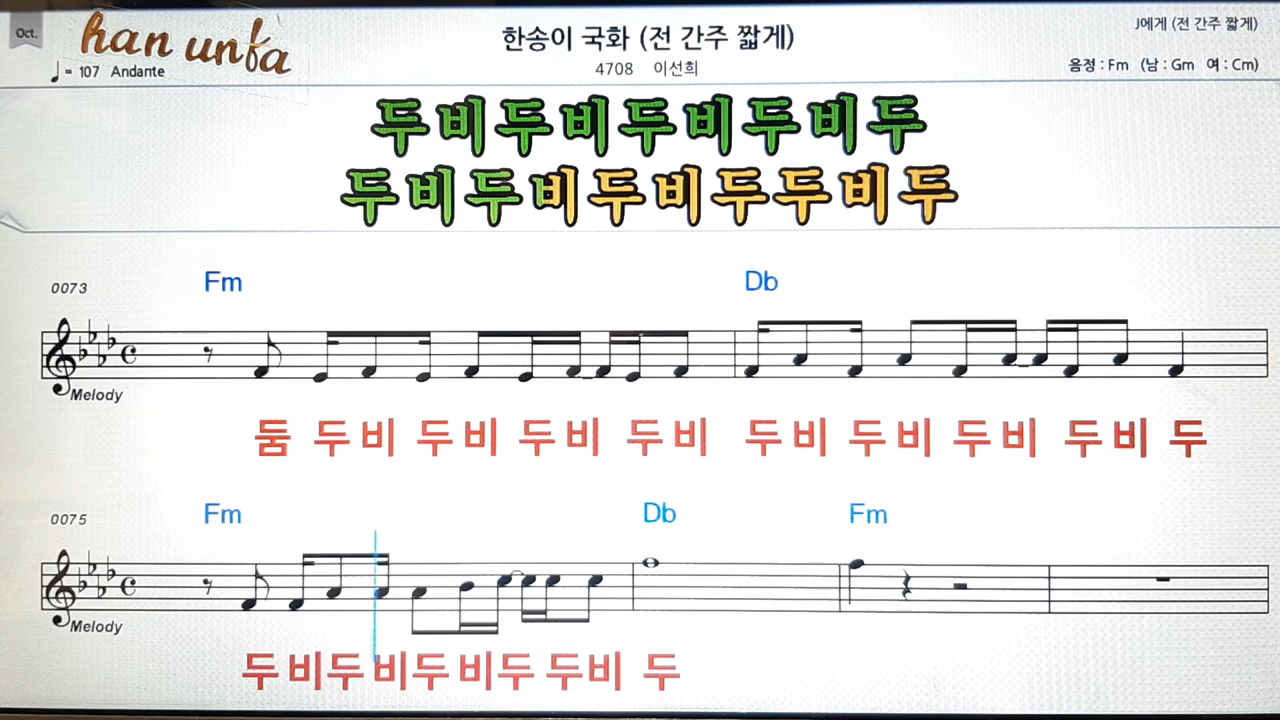 Oct.
han unfa
한송이 국화 (전 간주 짧게)
J에게 (전 간주 짧게)
= 107 Andante
4708 이선희
음정 : Fm (남 : Gm 여 : Cm)
두비두비두비두비두
두비두비두비두두비두
0073 Fm Db
Melody
둠 두비 두비 두비 두비 두비 두비 두비 두비 두
0075 Fm Db Fm
Melody
두 비두비두비두 두비 두